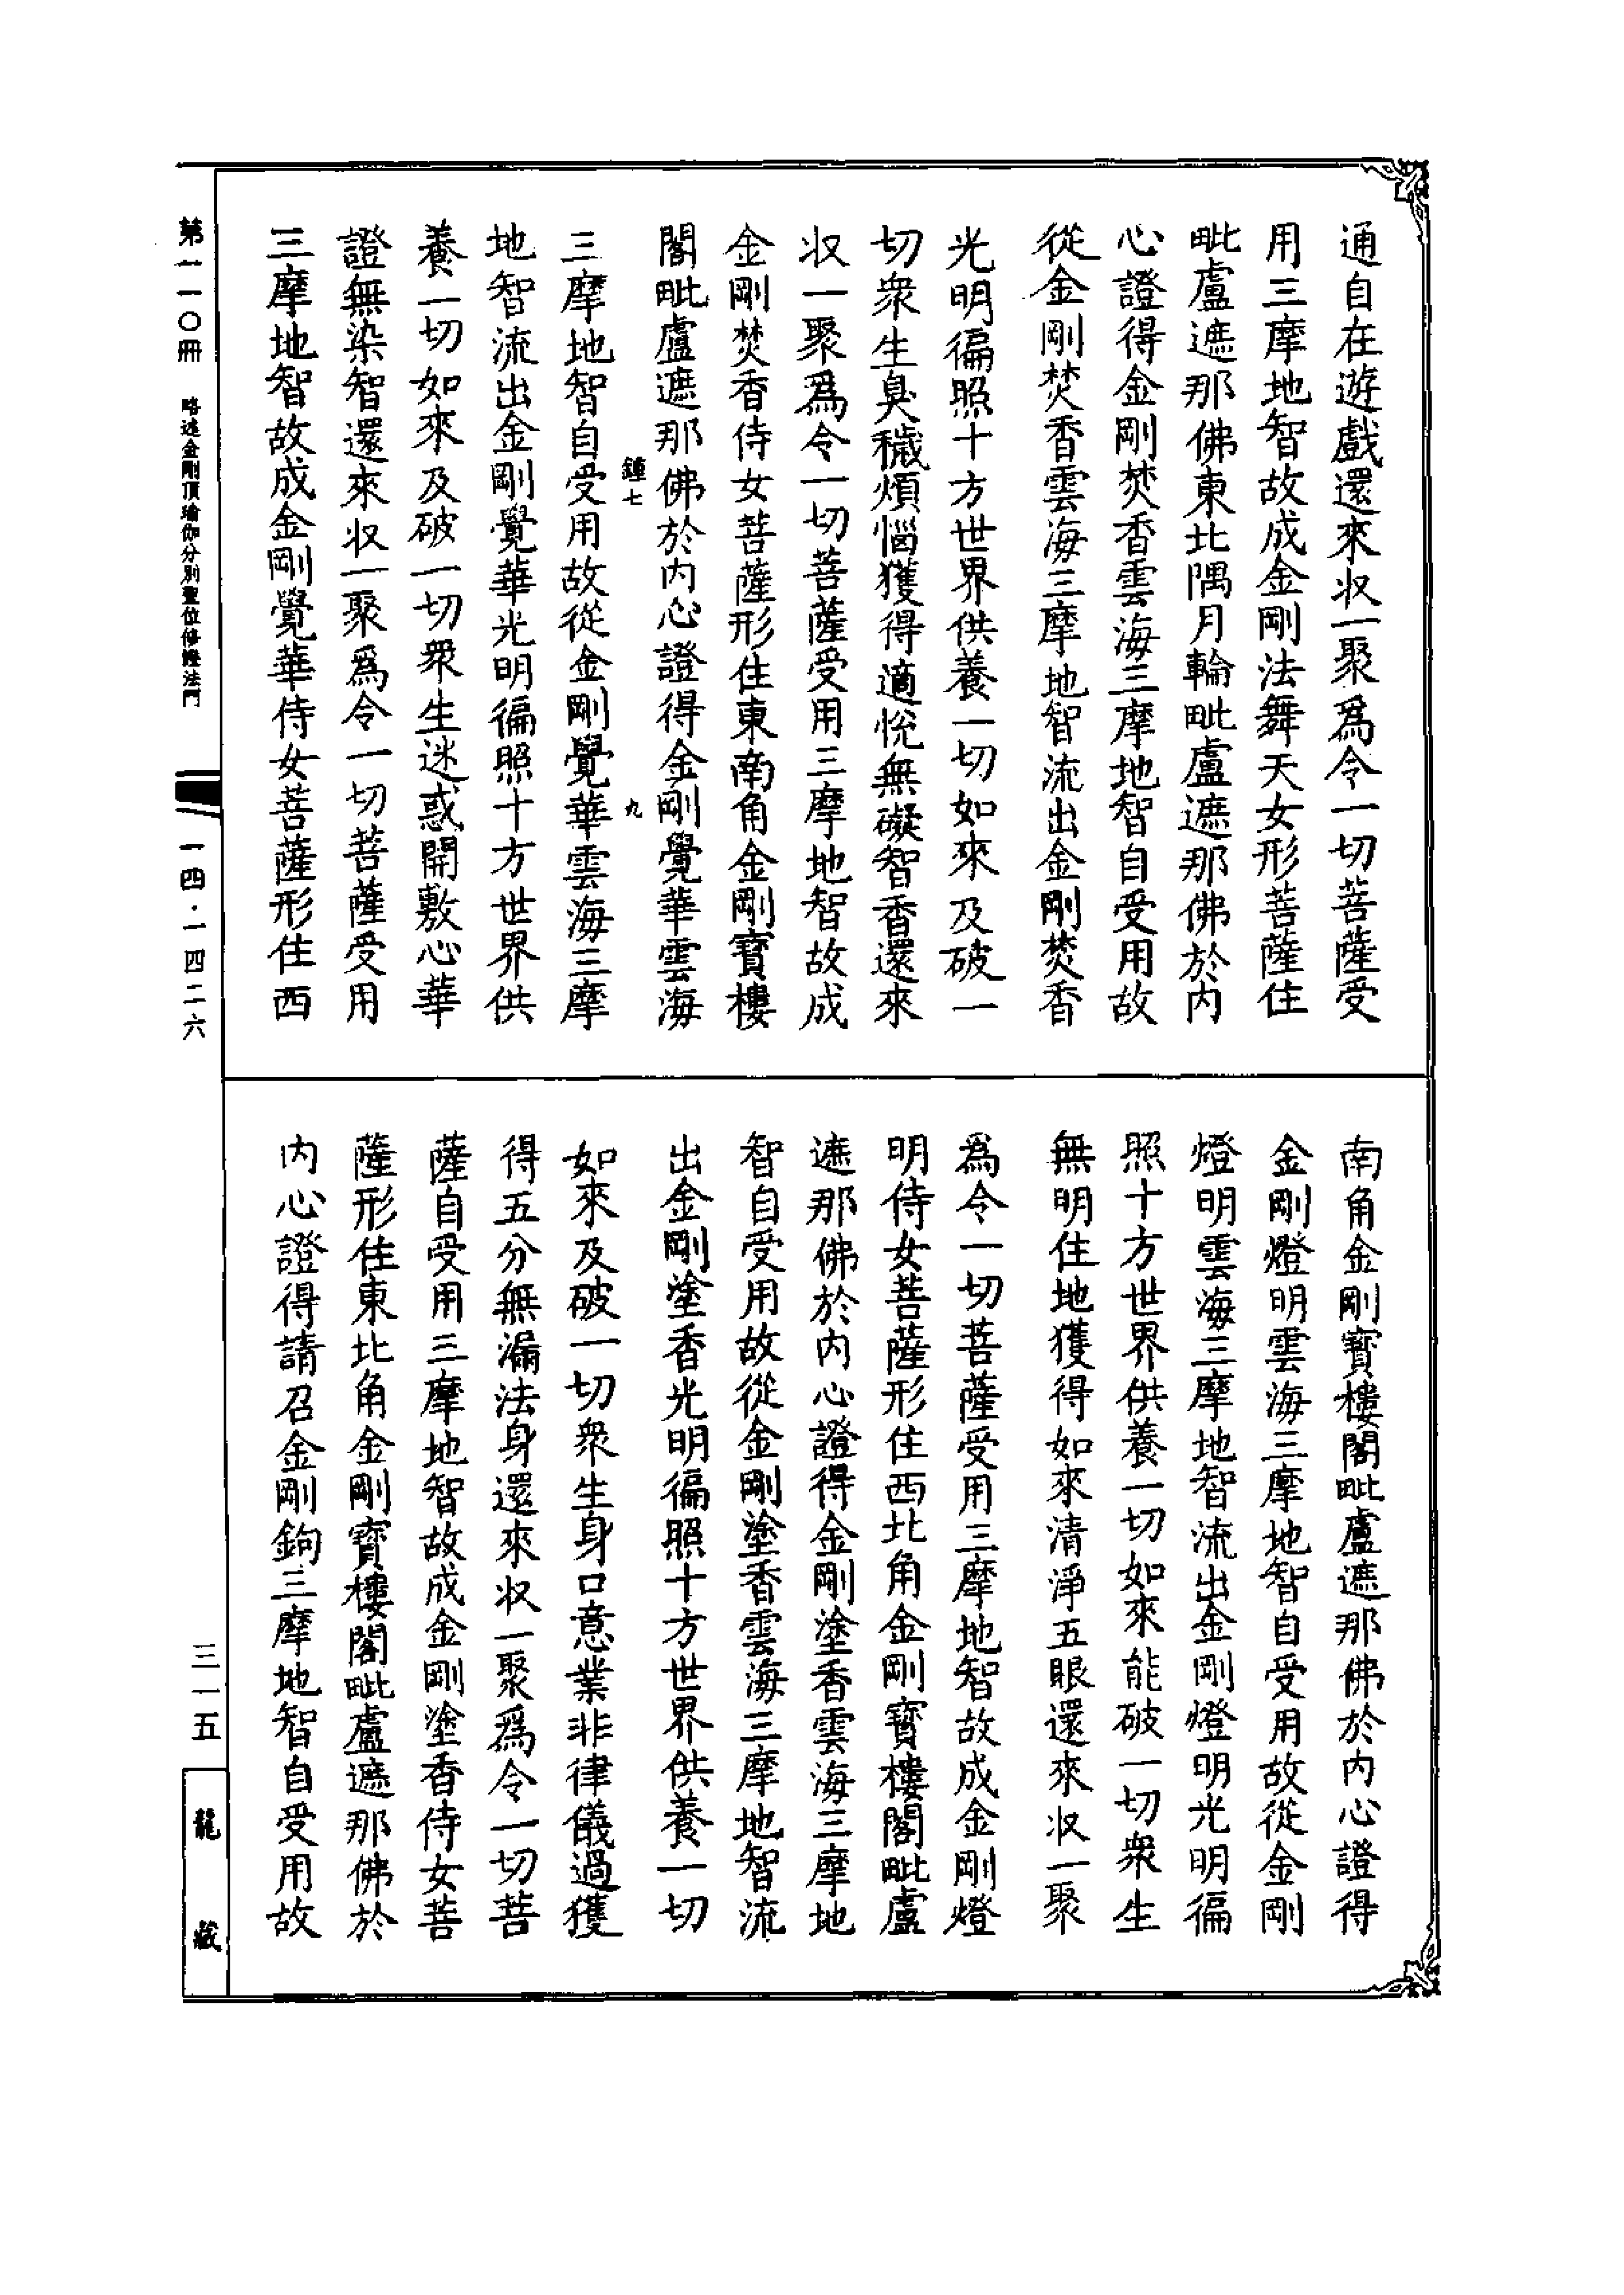 通自在遊戲還來収一聚爲令一切菩薩受
用三摩地智故成金剛法舞天女形菩薩住
毗盧遮那佛東北隅月輪毗盧遮那佛於内
心證得金剛焚香雲海三摩地智自受用故
從金剛焚香雲海三摩地智流出金剛焚香
光明徧照十方世界供養一切如來及破一
切衆生臭穢煩惱獲得適悅無礙智香還來
収一聚爲令一切菩薩受用三摩地智故成
金剛焚香侍女菩薩形住東南角金剛寳樓
閣毗盧遮那佛於内心證得金剛覺華雲海
鍾七
九
三摩地智自受用故從金剛覺華雲海三摩
地智流出金剛覺華光明徧照十方世界供
養一切如來及破一切衆生迷惑開敷心華
證無染智還來収一聚爲令一切菩薩受用
三摩地智故成金剛覺華侍女菩薩形住西
南角金剛寳樓閣毗盧遮那佛於内心證得
金剛燈明雲海三摩地智自受用故從金剛
燈明雲海三摩地智流出金剛燈明光明徧
照十方世界供養一切如來能破一切衆生
無明住地獲得如來清淨五眼還來収一聚
爲令一切菩薩受用三摩地智故成金剛燈
明侍女菩薩形住西北角金剛寳樓閣毗盧
遮那佛於内心證得金剛塗香雲海三摩地
智自受用故從金剛塗香雲海三摩地智流
出金剛塗香光明徧照十方世界供養一切
如來及破一切衆生身口意業非律儀過獲
得五分無漏法身還來収一聚爲令一切菩
薩自受用三摩地智故成金剛塗香侍女菩
薩形住東北角金剛寳樓閣毗盧遮那佛於
内心證得請召金剛鉤三摩地智自受用故
第一一〇冊　略述金剛頂瑜伽分別聖位修證法門
一四·一四二六
三一五
龍藏